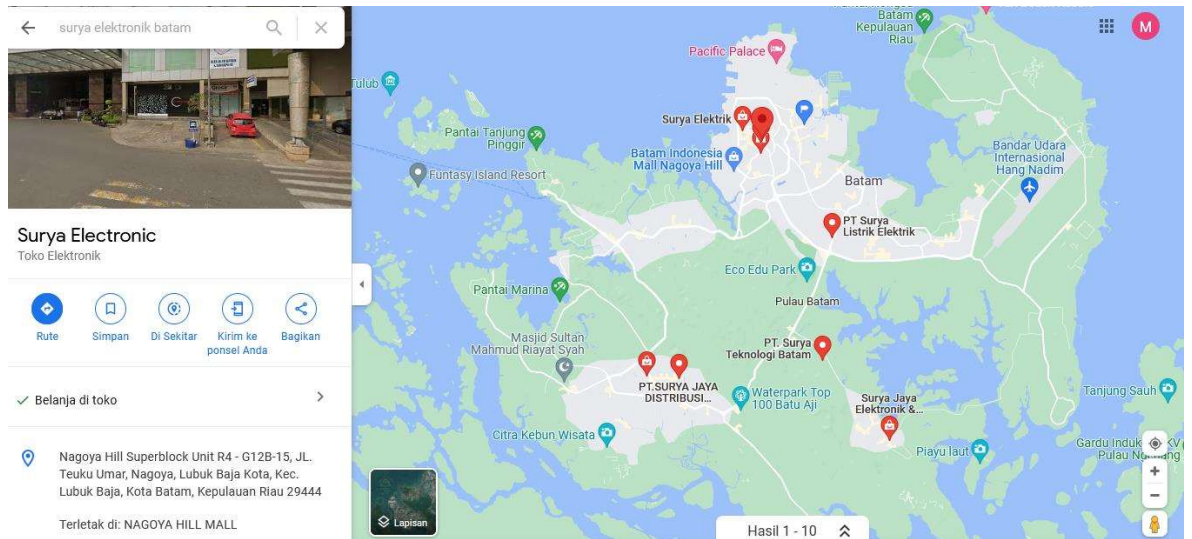 surya elektronik batam
Surya Electronic
Toko Elektronik
Rute
Simpan
Di Sekitar
Kirim ke
ponsel Anda
Bagikan
Belanja di toko
Nagoya Hill Superblock Unit R4 - G12B-15, JL.
Teuku Umar, Nagoya, Lubuk Baja Kota, Kec.
Lubuk Baja, Kota Batam, Kepulauan Riau 29444
Terletak di: NAGOYA HILL MALL
Batam
Kepulauan
Riau
M
Pacific Palace
Tulub
Surya Elektrik
Pantai Tanjung
Pinggir
Batam Indonesia
Mall Nagoya Hill
Funtasy Island Resort
Bandar Udara
Internasional
Hang Nadim
Batam
PT Surya
Listrik Elektrik
Eco Edu Park
Pantai Marina
Pulau Batam
Masjid Sultan
Mahmud Riayat Syah
PT. Surya
Teknologi Batam
PT.SURYA JAYA
DISTRIBUSI...
Waterpark Top
100 Batu Aji
Surya Jaya
Elektronik &...
Tanjung Sauh
Citra Kebun Wisata
Piayu laut
Gardu Induk
KV
Pulau
Lapisan
Hasil 1 - 10